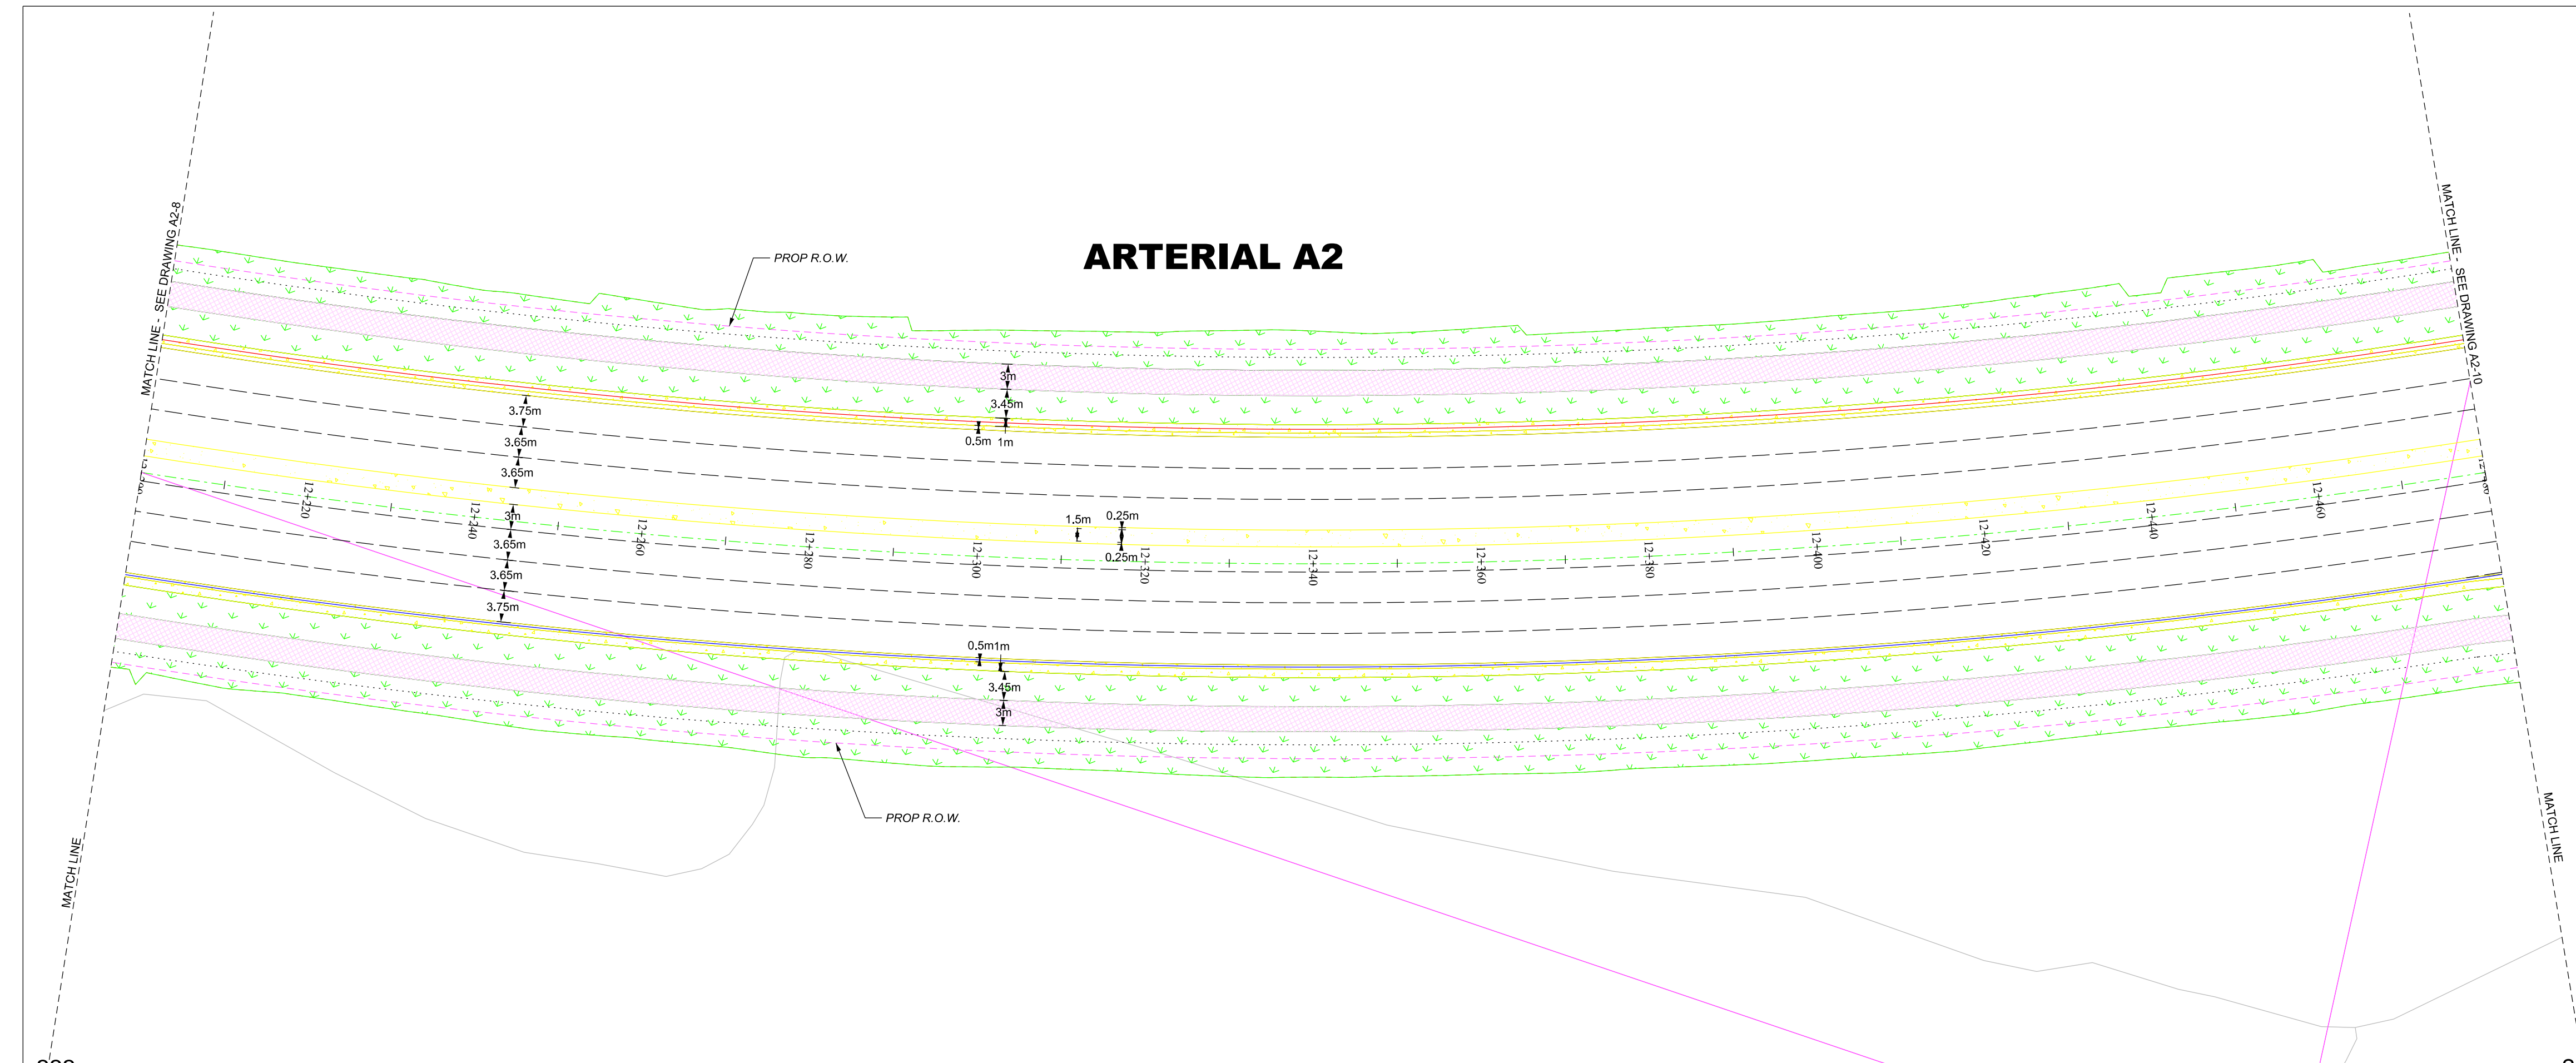 ARTERIAL A2
MATCH LINE - SEE DRAWING A2-8
MATCH LINE - SEE DRAWING A2-10
PROP R.O.W.
3m
3.45m
0.5m
1m
3.75m
3.65m
3.65m
3m
3.65m
3.65m
3.75m
1.5m
0.25m
0.25m
12+220
12+240
12+260
12+280
12+300
12+320
12+340
12+360
12+380
12+400
12+420
12+440
12+460
0.5m
1m
3.45m
3m
PROP R.O.W.
MATCH LINE
MATCH LINE